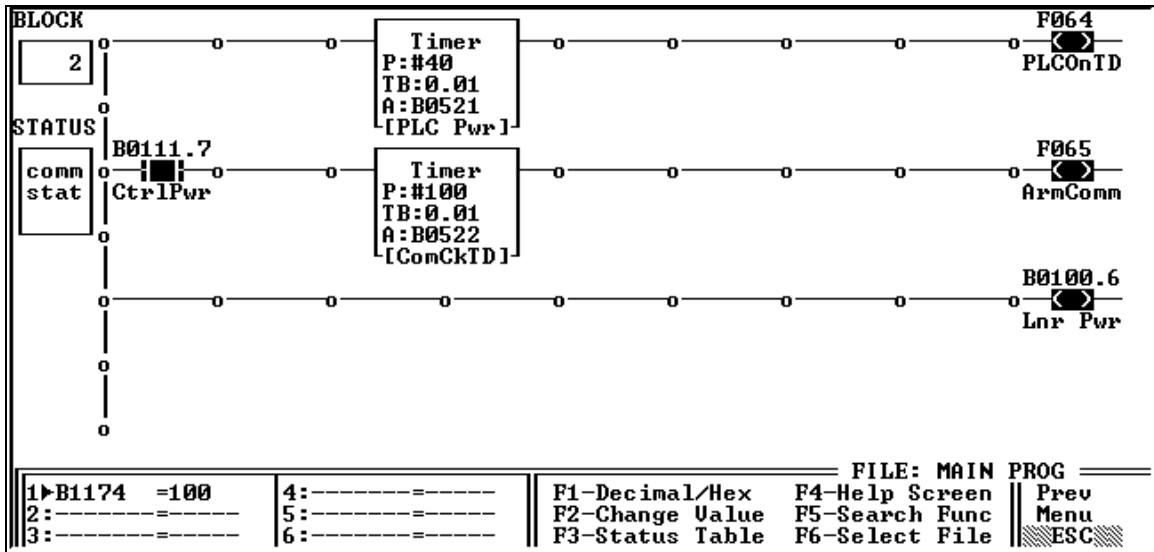 BLOCK
2
Timer
P:#40
TB:0.01
A:B0521
[PLC Pwr]
F064
PLCOnTD
STATUS
comm
stat
B0111.7
CtrlPwr
Timer
P:#100
TB:0.01
A:B0522
[ComCkTD]
F065
ArmComm
B0100.6
Lnr Pwr
FILE: MAIN PROG
1►B1174 =100 4:-------=----- F1-Decimal/Hex F4-Help Screen Prev
2:-------=----- 5:-------=----- F2-Change Value F5-Search Func Menu
3:-------=----- 6:-------=----- F3-Status Table F6-Select File ESC